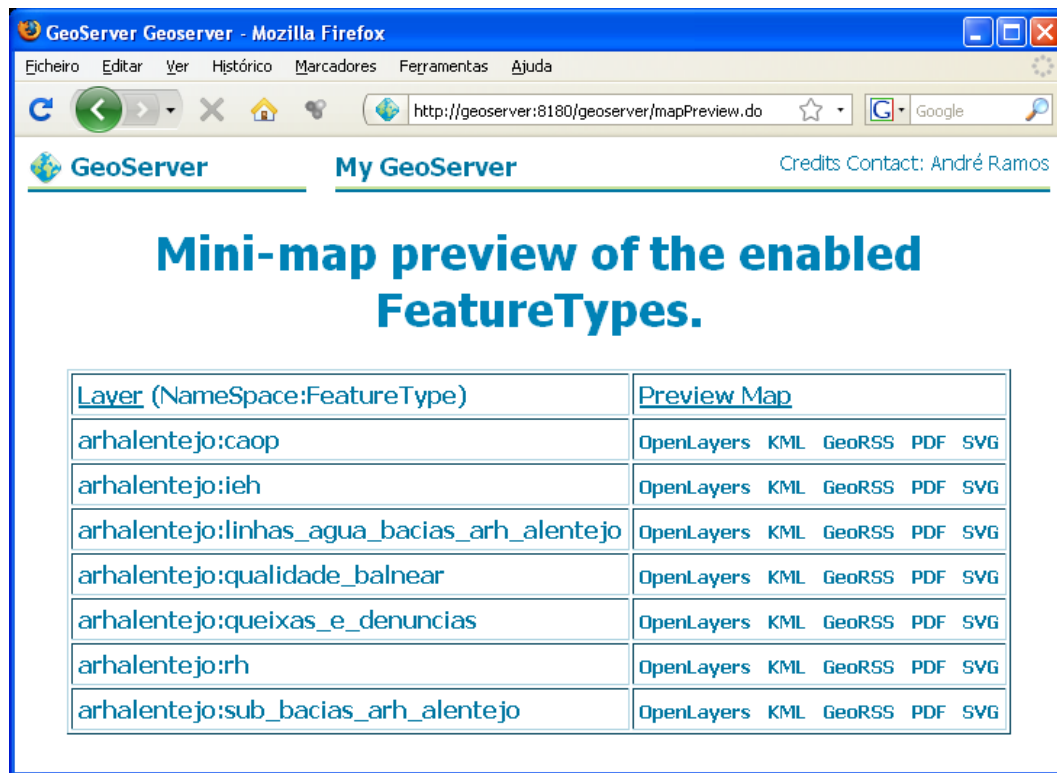 GeoServer Geoserver - Mozilla Firefox
Ficheiro Editar Ver Histórico Marcadores Ferramentas Ajuda
http://geoserver:8180/geoserver/mapPreview.do G Google
GeoServer My GeoServer Credits Contact: André Ramos
Mini-map preview of the enabled
FeatureTypes.
Layer (NameSpace:FeatureType) Preview Map
arhalentejo:caop OpenLayers KML GeoRSS PDF SVG
arhalentejo:ieh OpenLayers KML GeoRSS PDF SVG
arhalentejo:linhas_agua_bacias_arh_alentejo OpenLayers KML GeoRSS PDF SVG
arhalentejo:qualidade_balnear OpenLayers KML GeoRSS PDF SVG
arhalentejo:queixas_e_denuncias OpenLayers KML GeoRSS PDF SVG
arhalentejo:rh OpenLayers KML GeoRSS PDF SVG
arhalentejo:sub_bacias_arh_alentejo OpenLayers KML GeoRSS PDF SVG